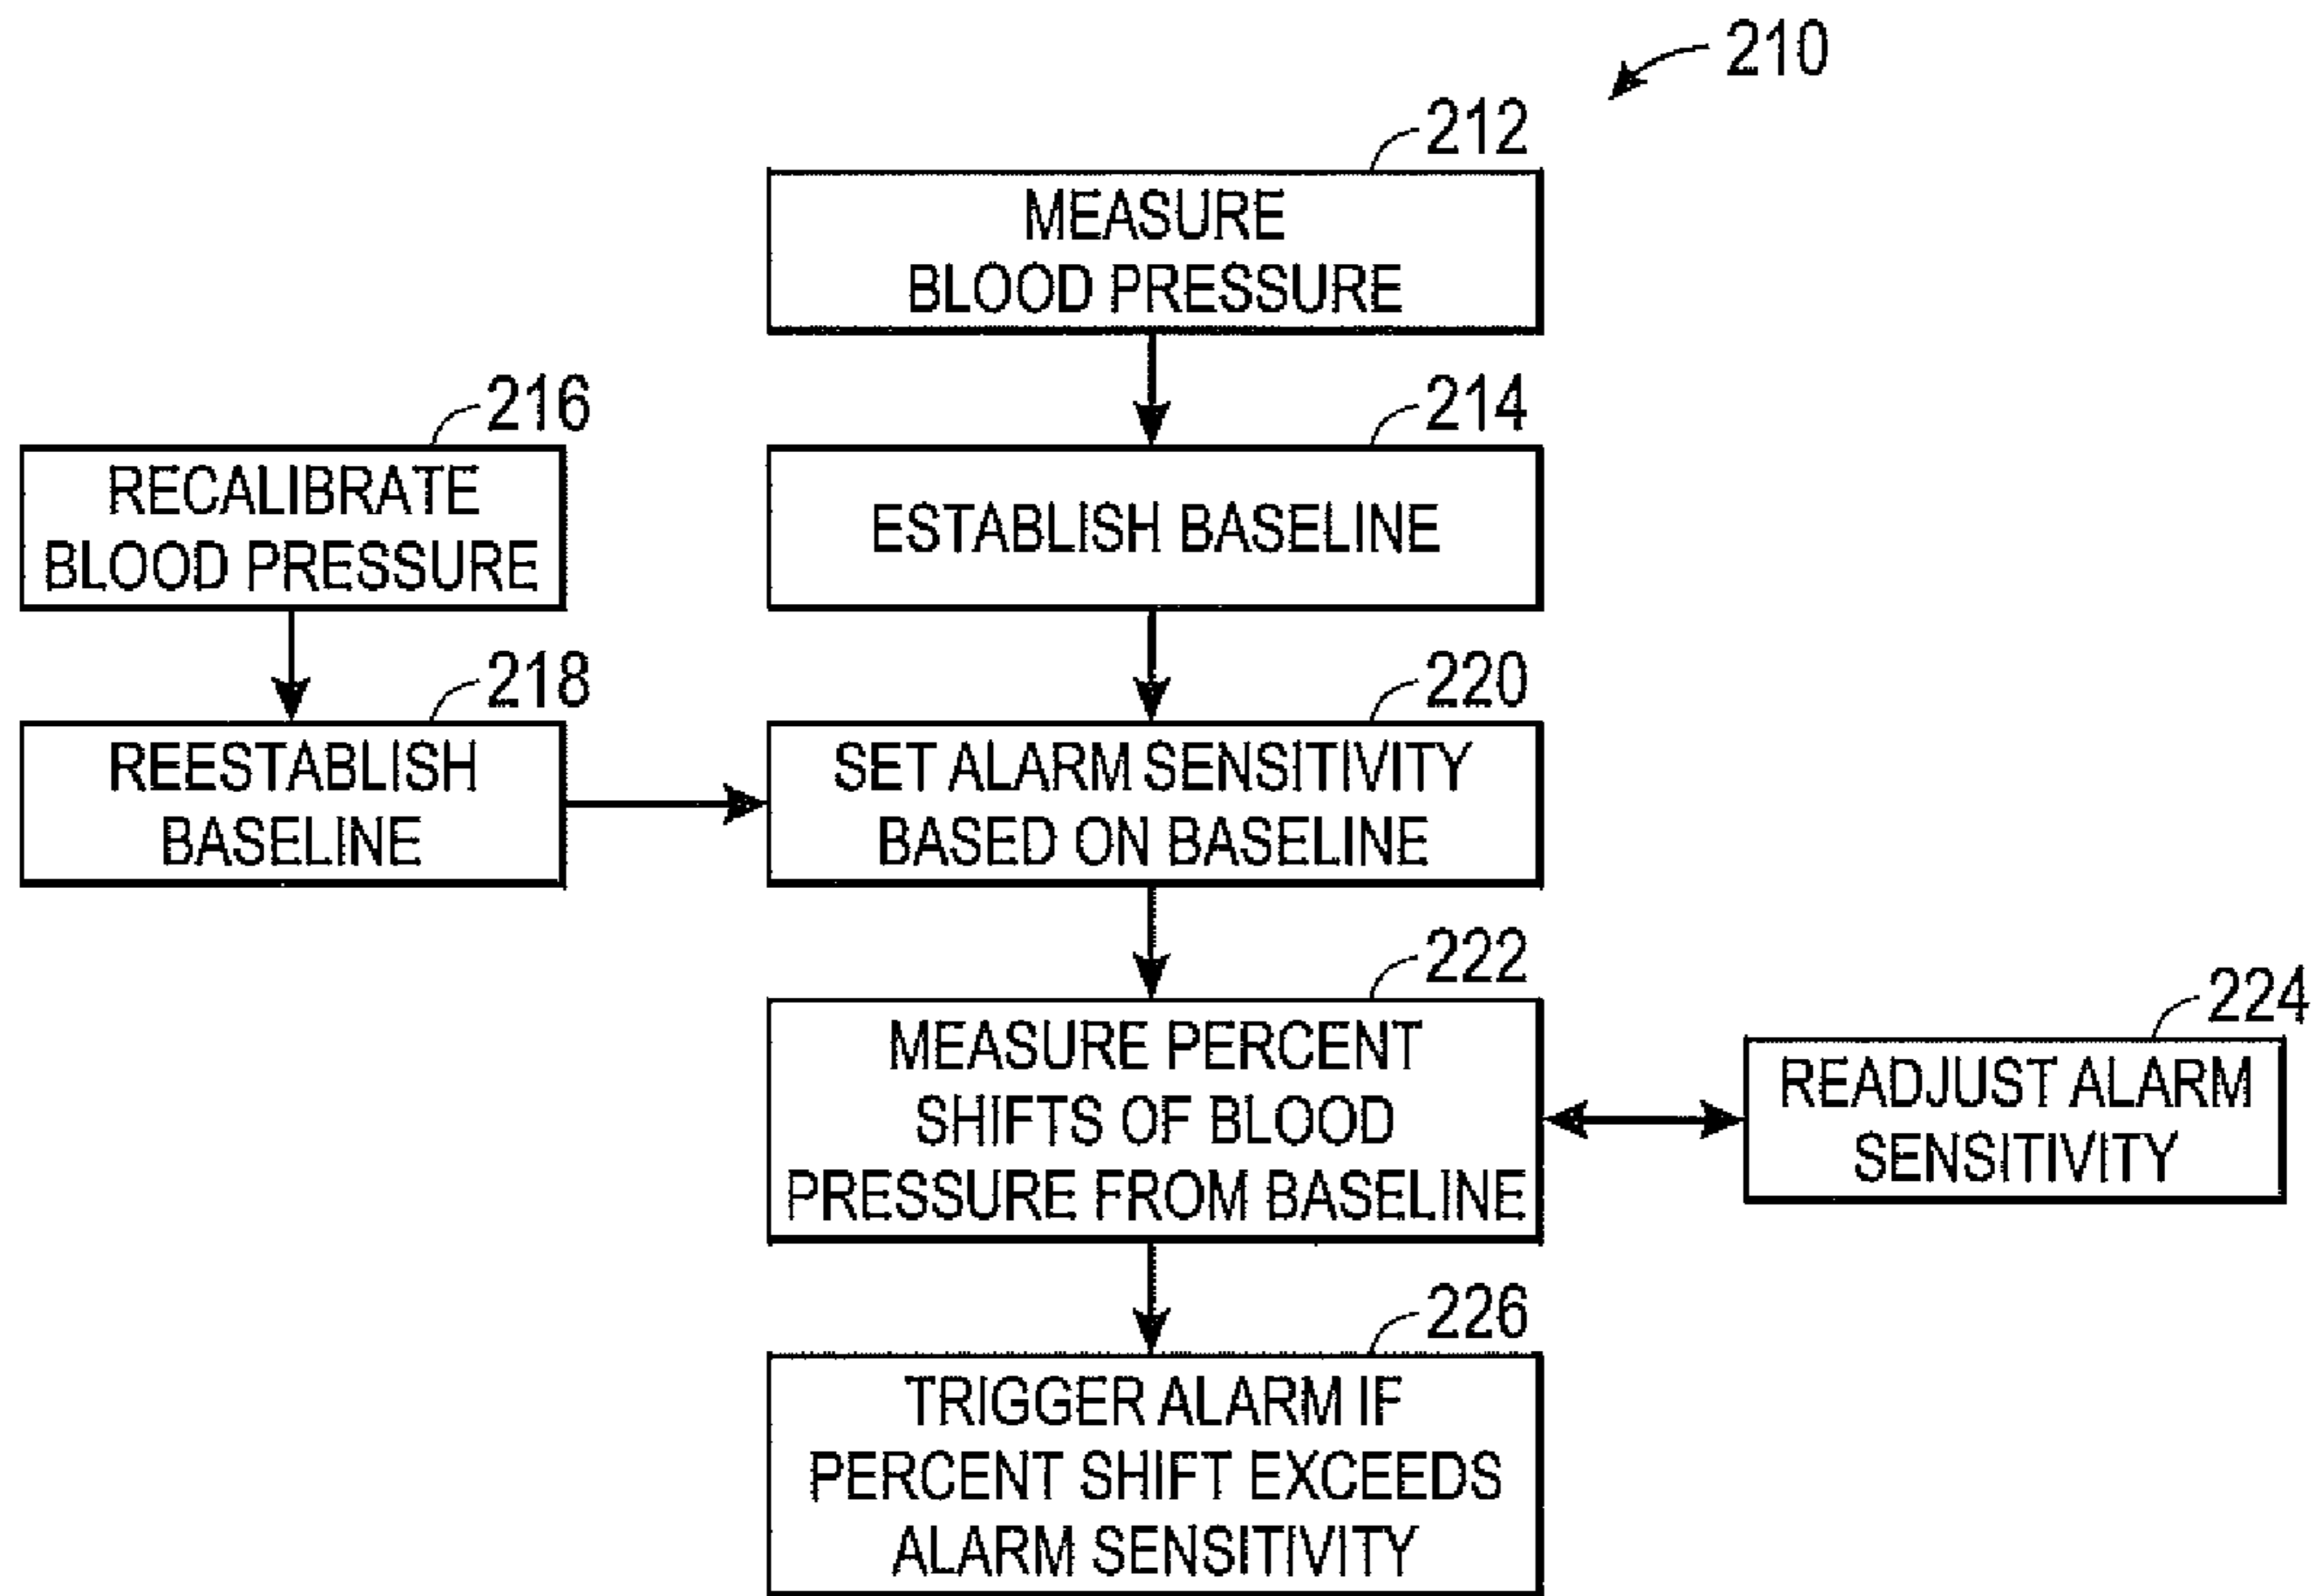 210
212
MEASURE
BLOOD PRESSURE
216
214
RECALIBRATE
BLOOD PRESSURE
ESTABLISH BASELINE
218
220
REESTABLISH
BASELINE
SET ALARM SENSITIVITY
BASED ON BASELINE
222
MEASURE PERCENT
SHIFTS OF BLOOD
PRESSURE FROM BASELINE
224
READJUST ALARM
SENSITIVITY
226
TRIGGER ALARM IF
PERCENT SHIFT EXCEEDS
ALARM SENSITIVITY